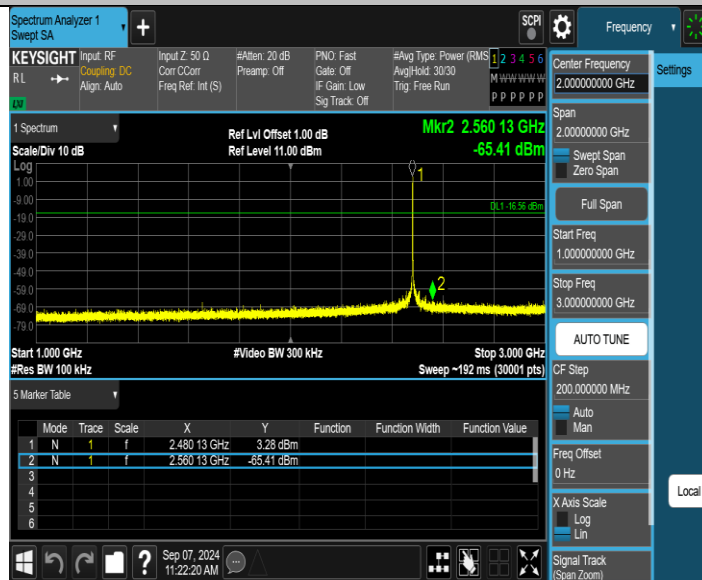 Spectrum Analyzer 1
Swept SA
SCPI
Frequency
KEYSIGHT
RL
Input: RF
Coupling: DC
Align: Auto
Input Z: 50 Ω
Corr CCorr
Freq Ref: Int (S)
#Atten: 20 dB
Preamp: Off
PNO: Fast
Gate: Off
IF Gain: Low
Sig Track: Off
#Avg Type: Power (RMS
Avg|Hold: 30/30
Trig: Free Run
1 2 3 4 5 6
M W W W W W
P P P P P P
Settings
Center Frequency
2.000000000 GHz
Span
2.00000000 GHz
Swept Span
Zero Span
Full Span
Start Freq
1.000000000 GHz
Stop Freq
3.000000000 GHz
AUTO TUNE
CF Step
200.000000 MHz
Auto
Man
Freq Offset
0 Hz
X Axis Scale
Log
Lin
Signal Track
(Span Zoom)
Local
1 Spectrum
Scale/Div 10 dB
Log
Ref Lvl Offset 1.00 dB
Ref Level 11.00 dBm
Mkr2 2.560 13 GHz
-65.41 dBm
1.00
-9.00
-19.0
-29.0
-39.0
-49.0
-59.0
-69.0
-79.0
DL1 -16.56 dBm
1
2
Start 1.000 GHz
#Res BW 100 kHz
#Video BW 300 kHz
Stop 3.000 GHz
Sweep ~192 ms (30001 pts)
5 Marker Table
Mode Trace Scale X Y Function Function Width Function Value
1 N 1 f 2.480 13 GHz 3.28 dBm
2 N 1 f 2.560 13 GHz -65.41 dBm
3
4
5
6
?
Sep 07, 2024
11:22:20 AM